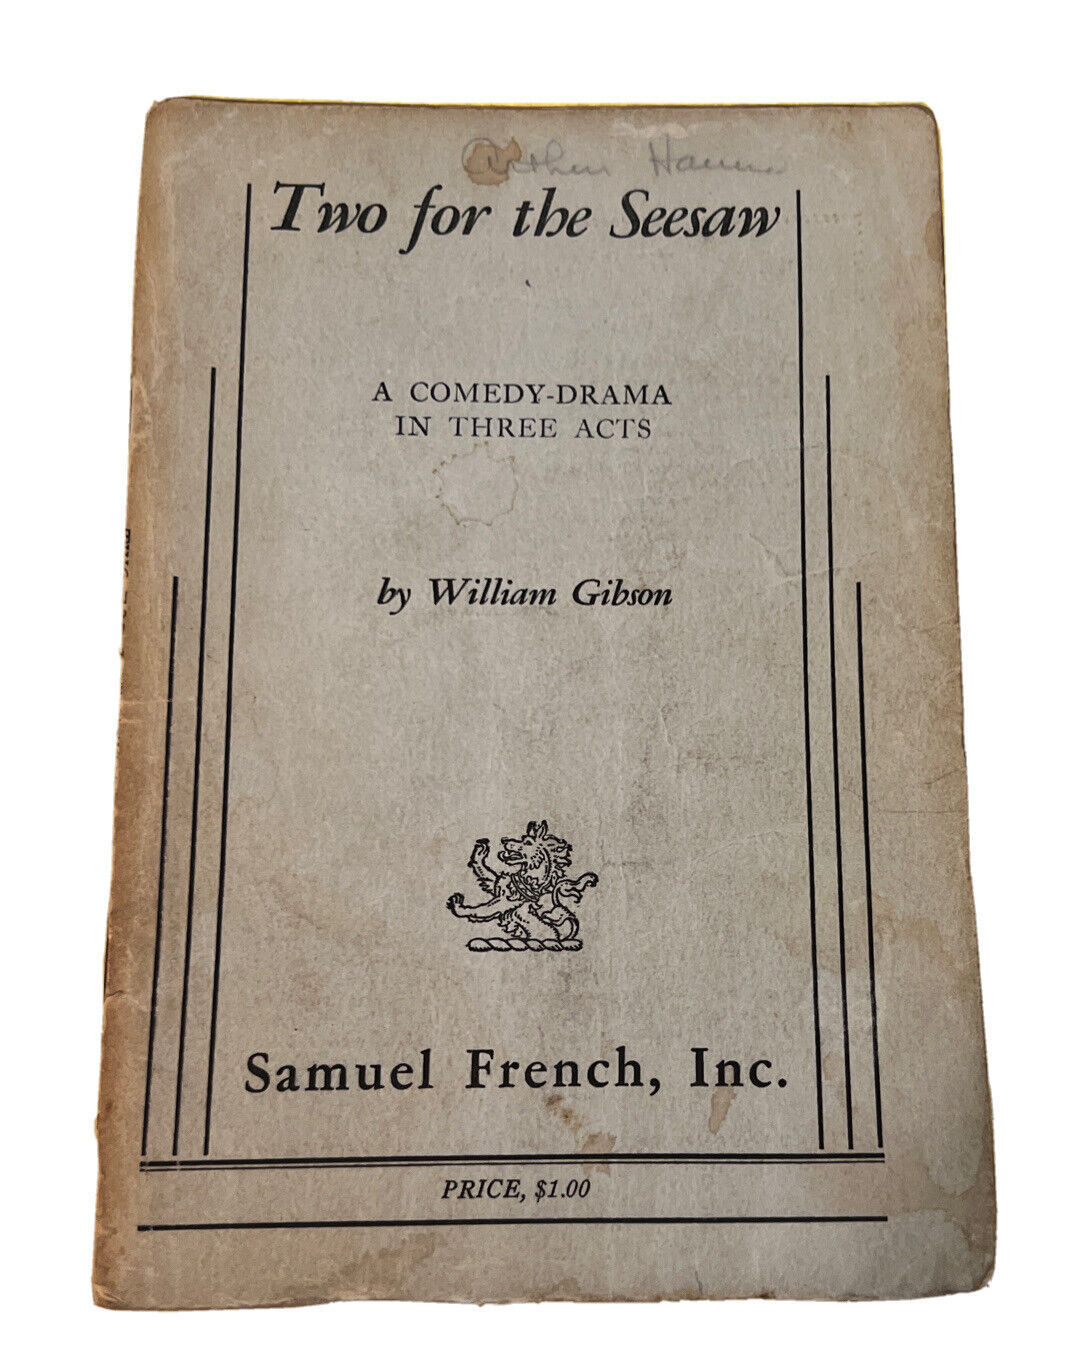 Two for the Seesaw
A COMEDY-DRAMA
IN THREE ACTS
by William Gibson
Samuel French, Inc.
PRICE, $1.00